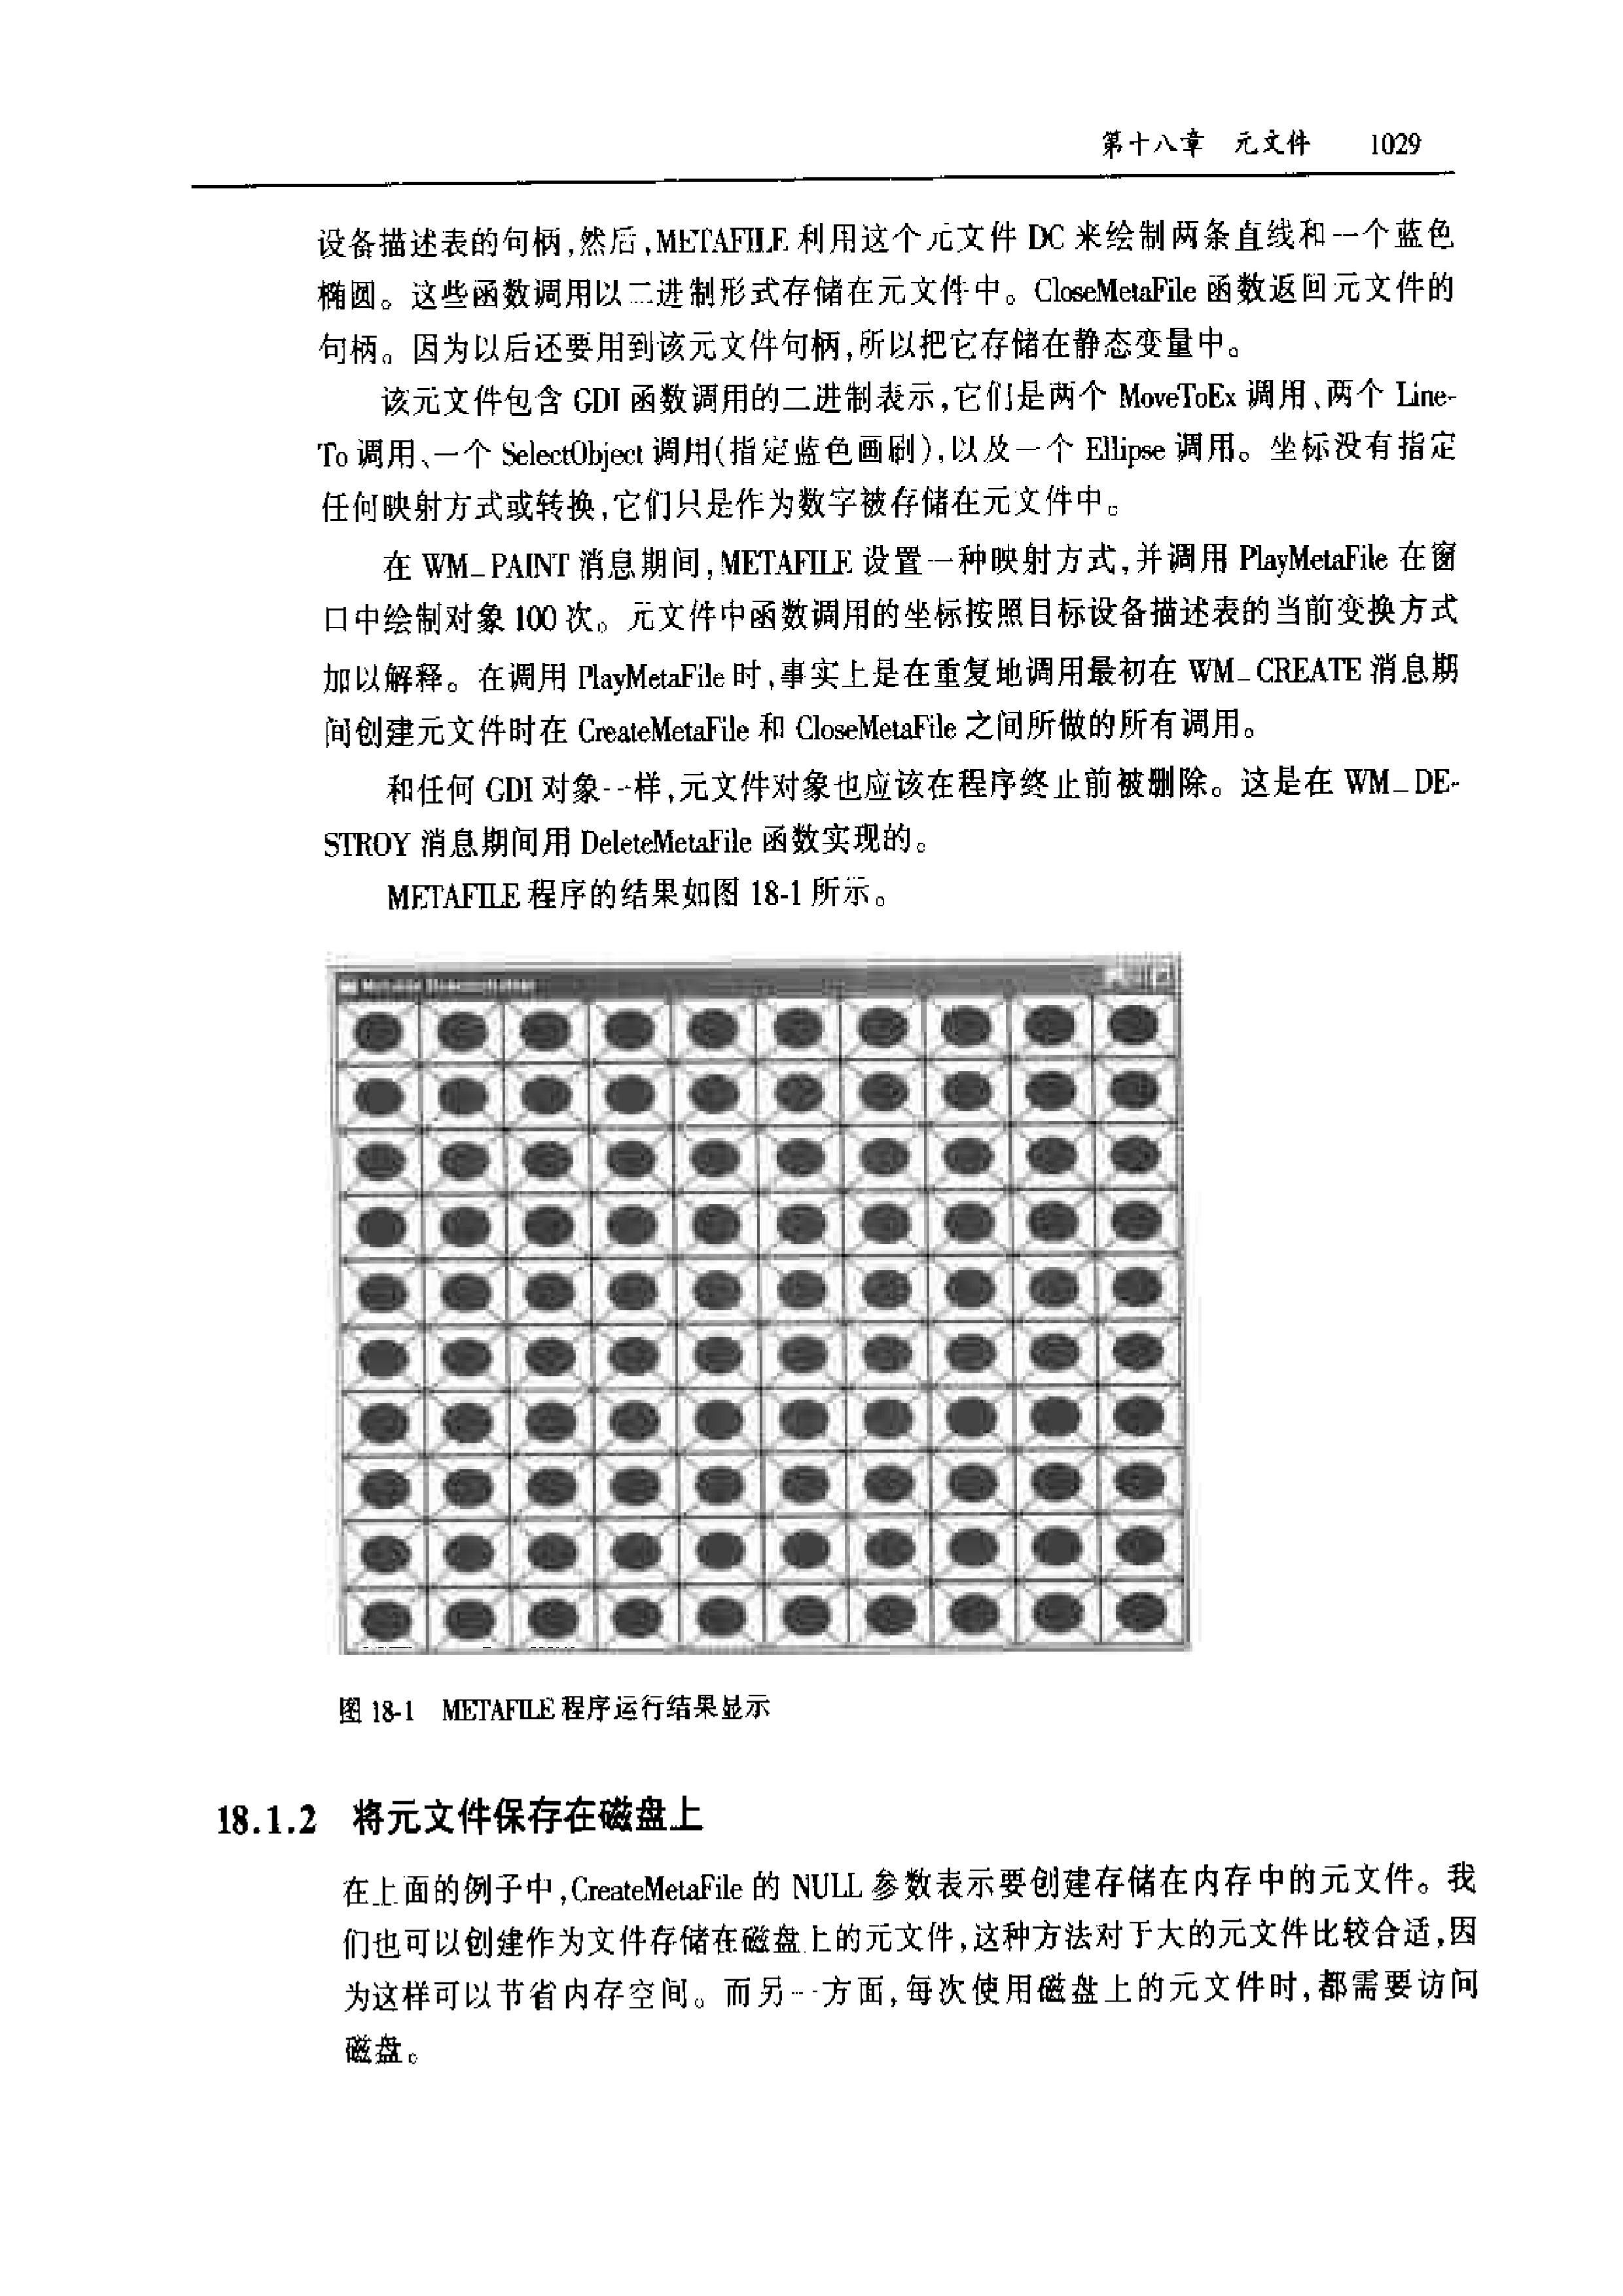 第十八章 元文件 1029
设备描述表的句柄,然后,METAFILE 利用这个元文件 DC 来绘制两条直线和一个蓝色
椭圆。这些函数调用以二进制形式存储在元文件中。CloseMetaFile 函数返回元文件的
句柄。因为以后还要用到该元文件句柄,所以把它存储在静态变量中。
该元文件包含 GDI 函数调用的二进制表示,它们是两个 MoveToEx 调用、两个 Line-
To 调用、一个 SelectObject 调用(指定蓝色画刷),以及一个 Ellipse 调用。坐标没有指定
任何映射方式或转换,它们只是作为数字被存储在元文件中。
在 WM_PAINT 消息期间,METAFILE 设置一种映射方式,并调用 PlayMetaFile 在窗
口中绘制对象 100 次。元文件中函数调用的坐标按照目标设备描述表的当前变换方式
加以解释。在调用 PlayMetaFile 时,事实上是在重复地调用最初在 WM_CREATE 消息期
间创建元文件时在 CreateMetaFile 和 CloseMetaFile 之间所做的所有调用。
和任何 GDI 对象一样,元文件对象也应该在程序终止前被删除。这是在 WM_DE-
STROY 消息期间用 DeleteMetaFile 函数实现的。
METAFILE 程序的结果如图 18-1 所示。
图 18-1 METAFILE 程序运行结果显示
18.1.2 将元文件保存在磁盘上
在上面的例子中,CreateMetaFile 的 NULL 参数表示要创建存储在内存中的元文件。我
们也可以创建作为文件存储在磁盘上的元文件,这种方法对于大的元文件比较合适,因
为这样可以节省内存空间。而另一方面,每次使用磁盘上的元文件时,都需要访问
磁盘。